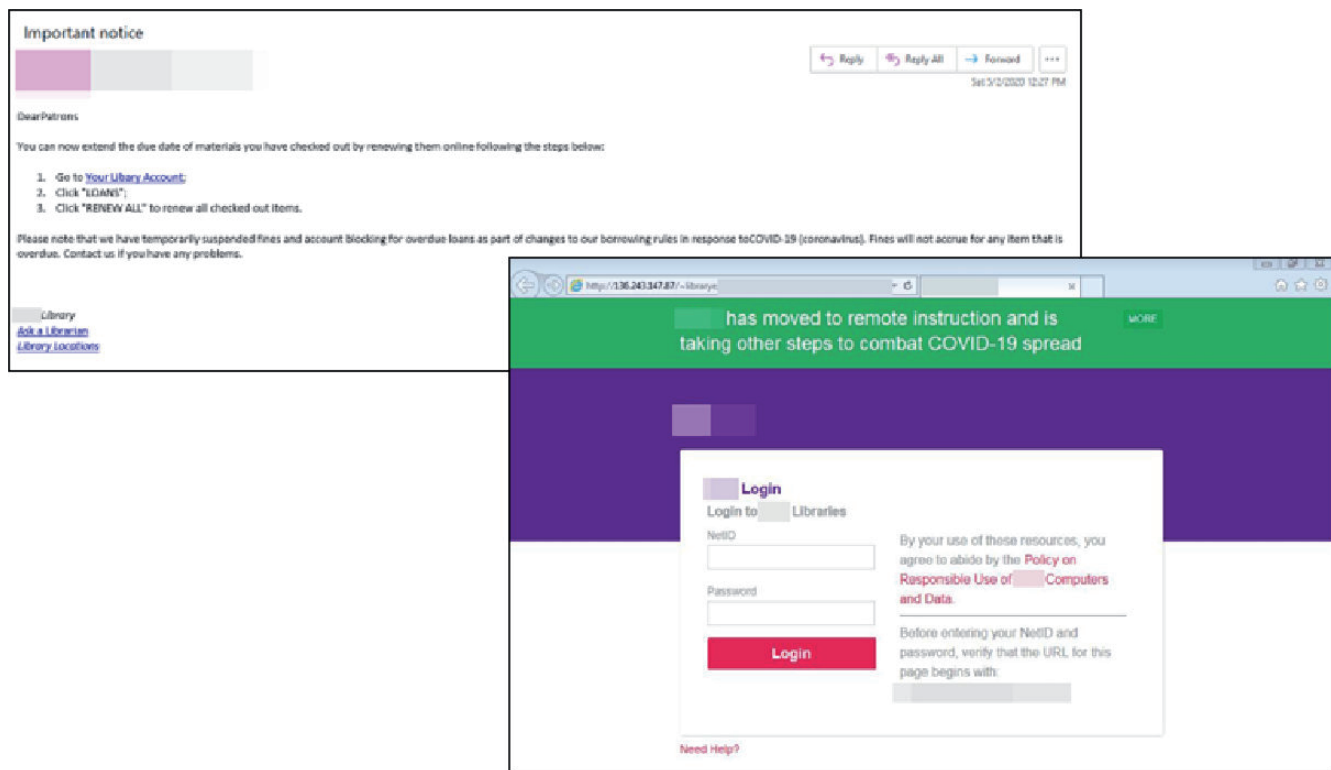 Important notice
Reply
Reply All
Forward
Sat 5/2/2020 12:27 PM
DearPatrons
You can now extend the due date of materials you have checked out by renewing them online following the steps below:
1. Go to Your Libary Account;
2. Click "LOANS";
3. Click "RENEW ALL" to renew all checked out items.
Please note that we have temporarily suspended fines and account blocking for overdue loans as part of changes to our borrowing rules in response toCOVID-19 (coronavirus). Fines will not accrue for any item that is
overdue. Contact us if you have any problems.
Library
Ask a Librarian
Library Locations
http://136.243.147.87/~library
has moved to remote instruction and is
MORE
taking other steps to combat COVID-19 spread
Login
Login to Libraries
NetID
Password
Login
By your use of these resources, you
agree to abide by the Policy on
Responsible Use of Computers
and Data.
Before entering your NetID and
password, verify that the URL for this
page begins with:
Need Help?